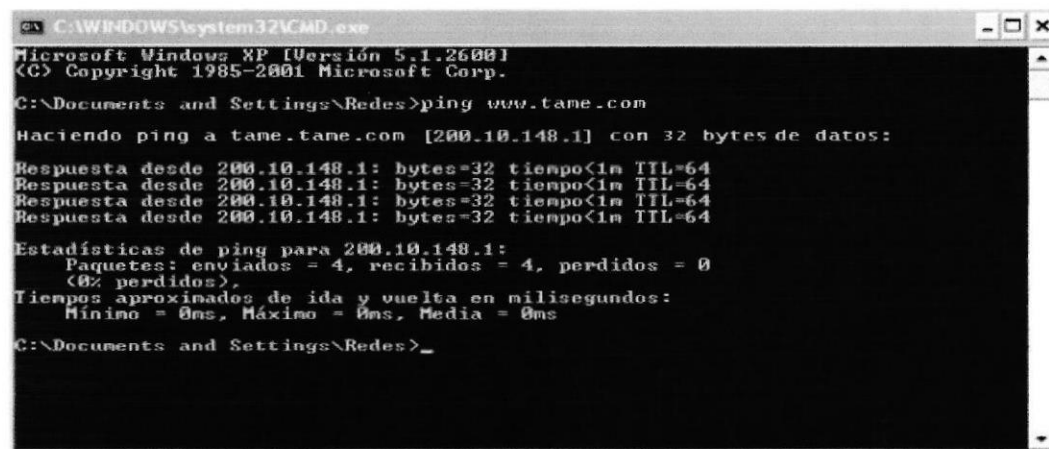 C:\WINDOWS\system32\CMD.exe
Microsoft Windows XP [Versión 5.1.2600]
(C) Copyright 1985-2001 Microsoft Corp.
C:\Documents and Settings\Redes>ping www.tame.com
Haciendo ping a tame.tame.com [200.10.148.1] con 32 bytes de datos:
Respuesta desde 200.10.148.1: bytes=32 tiempo<1m TTL=64
Respuesta desde 200.10.148.1: bytes=32 tiempo<1m TTL=64
Respuesta desde 200.10.148.1: bytes=32 tiempo<1m TTL=64
Respuesta desde 200.10.148.1: bytes=32 tiempo<1m TTL=64
Estadísticas de ping para 200.10.148.1:
Paquetes: enviados = 4, recibidos = 4, perdidos = 0
(0% perdidos),
Tiempos aproximados de ida y vuelta en milisegundos:
Mínimo = 0ms, Máximo = 0ms, Media = 0ms
C:\Documents and Settings\Redes>_